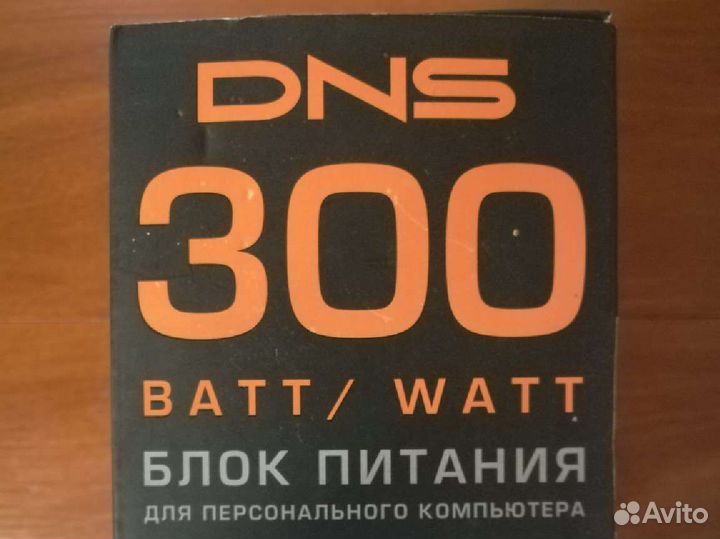 DNS
300
ВАТТ/ WATT
БЛОК ПИТАНИЯ
ДЛЯ ПЕРСОНАЛЬНОГО КОМПЬЮТЕРА
Avito